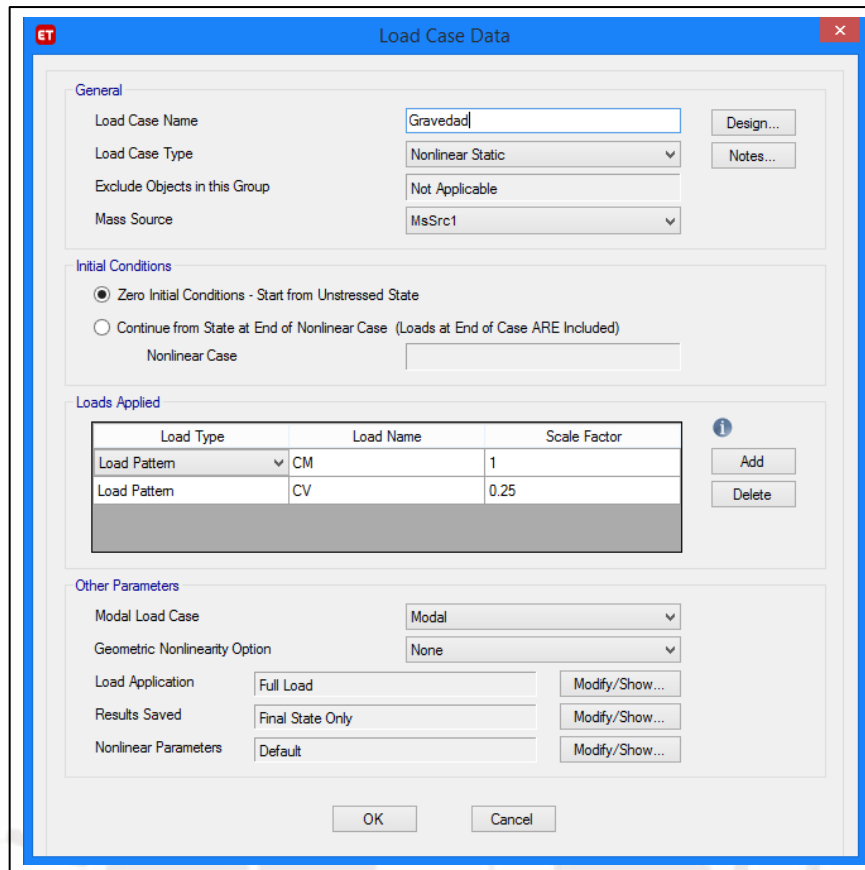 ET Load Case Data
General
Load Case Name Gravedad Design...
Load Case Type Nonlinear Static Notes...
Exclude Objects in this Group Not Applicable
Mass Source MsSrc1
Initial Conditions
Zero Initial Conditions - Start from Unstressed State
Continue from State at End of Nonlinear Case (Loads at End of Case ARE Included)
Nonlinear Case
Loads Applied
Load Type Load Name Scale Factor
Load Pattern CM 1 Add
Load Pattern CV 0.25 Delete
Other Parameters
Modal Load Case Modal
Geometric Nonlinearity Option None
Load Application Full Load Modify/Show...
Results Saved Final State Only Modify/Show...
Nonlinear Parameters Default Modify/Show...
OK Cancel